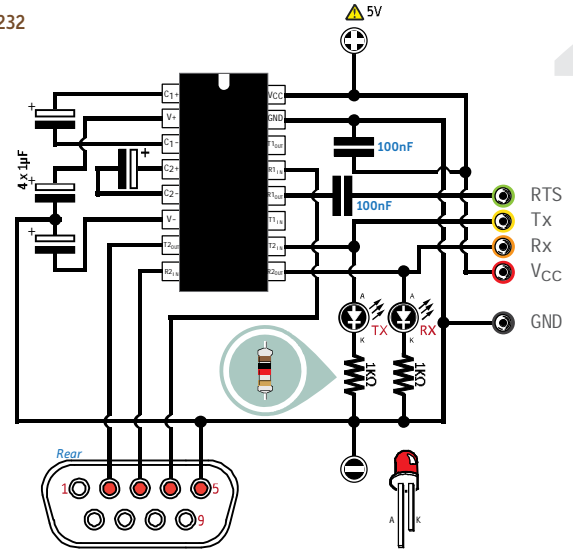 232
5V
C1+
V+
C1-
C2+
C2-
V-
T2OUT
R2IN
VCC
GND
T1OUT
R1IN
R1OUT
T1IN
T2IN
R2OUT
+
+
+
+
4 x 1µF
100nF
100nF
RTS
Tx
Rx
VCC
GND
A
TX
K
A
RX
K
1KΩ
1KΩ
Rear
1
5
9
A
K